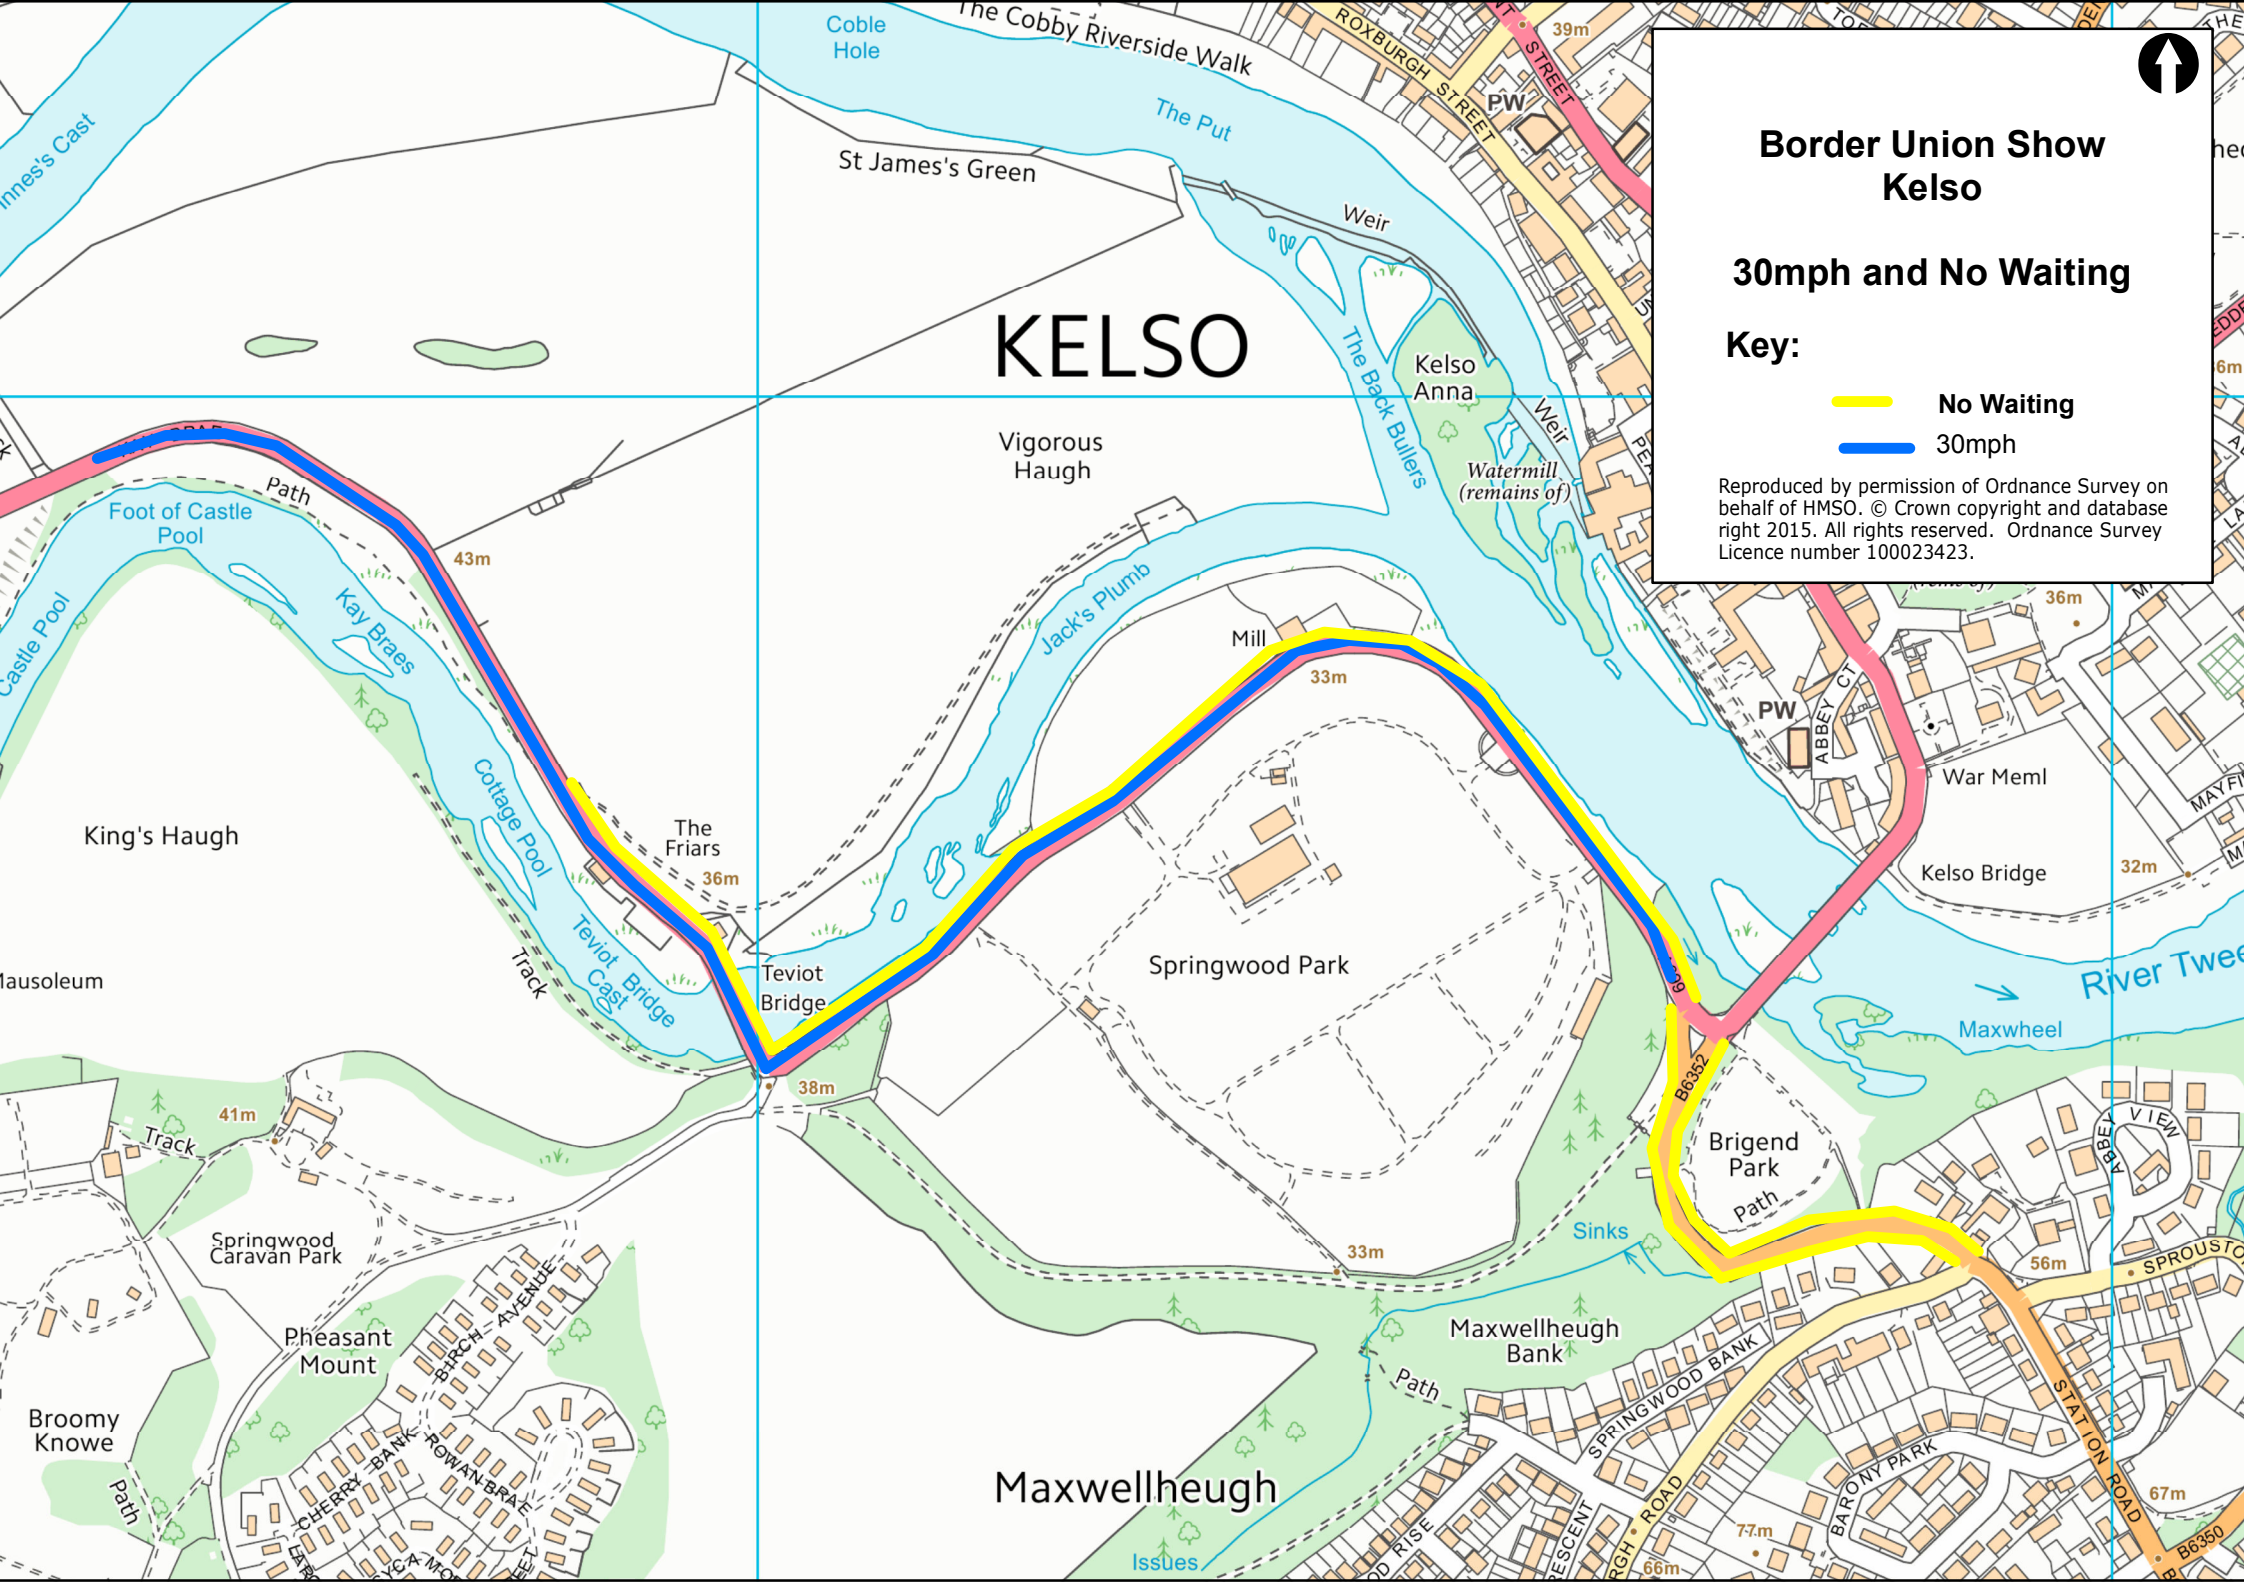 Coble
Hole
The Cobby Riverside Walk
ROXBURGH STREET
STREET
39m
PW
Innes's Cast
The Put
St James's Green
Weir
Border Union Show
Kelso
30mph and No Waiting
Key:
No Waiting
30mph
Reproduced by permission of Ordnance Survey on
behalf of HMSO. © Crown copyright and database
right 2015. All rights reserved. Ordnance Survey
Licence number 100023423.
KELSO
The Back Bullers
Kelso
Anna
Weir
Vigorous
Haugh
Watermill
(remains of)
Path
Foot of Castle
Pool
43m
Castle Pool
Kay Braes
Jack's Plumb
Mill
33m
36m
PW
ABBEY CT
War Meml
Cottage Pool
King's Haugh
The
Friars
36m
Kelso Bridge
32m
Teviot Bridge
Cast
Track
Teviot
Bridge
Springwood Park
River Twee
Maxwheel
38m
B6352
41m
Track
Brigend
Park
Path
ABBEY VIEW
Springwood
Caravan Park
33m
Sinks
56m
SPROUSTO
Pheasant
Mount
BIRCH AVENUE
Maxwellheugh
Bank
SPRINGWOOD BANK
Path
STATION ROAD
Broomy
Knowe
CHERRY BANK
ROWAN BRAE
Path
Maxwellheugh
ROAD
BARONY PARK
67m
77m
B6350
Issues
66m